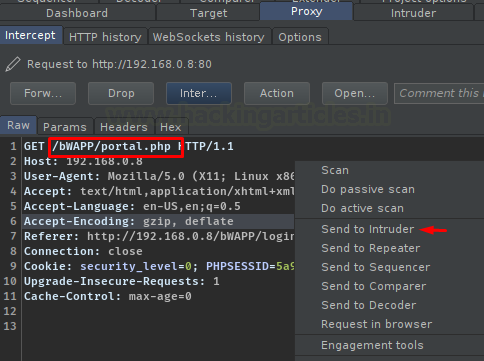 Dashboard Target Proxy Intruder
Intercept HTTP history WebSockets history Options
Request to http://192.168.0.8:80
Forw... Drop Inter... Action Open... Comment this
hackingarticles.in
Raw Params Headers Hex
1 GET /bWAPP/portal.php HTTP/1.1
2 Host: 192.168.0.8
3 User-Agent: Mozilla/5.0 (X11; Linux x86
4 Accept: text/html,application/xhtml+xml
5 Accept-Language: en-US,en;q=0.5
6 Accept-Encoding: gzip, deflate
7 Referer: http://192.168.0.8/bWAPP/login
8 Connection: close
9 Cookie: security_level=0; PHPSESSID=5a9
10 Upgrade-Insecure-Requests: 1
11 Cache-Control: max-age=0
12
13
Scan
Do passive scan
Do active scan
Send to Intruder
Send to Repeater
Send to Sequencer
Send to Comparer
Send to Decoder
Request in browser
Engagement tools